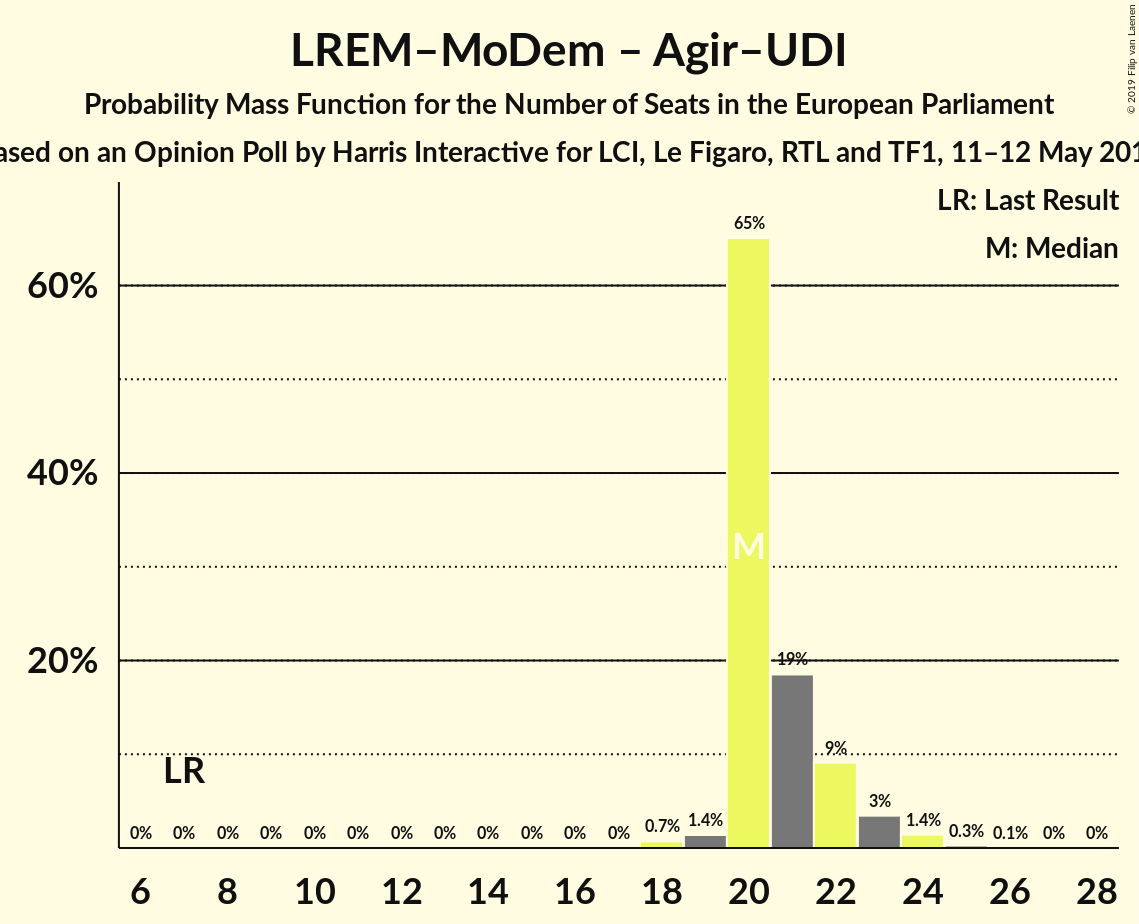 LREM–MoDem – Agir–UDI
Probability Mass Function for the Number of Seats in the European Parliament
ased on an Opinion Poll by Harris Interactive for LCI, Le Figaro, RTL and TF1, 11–12 May 201
© 2019 Filip van Laenen
LR: Last Result
M: Median
60%
40%
20%
65%
M
19%
9%
3%
LR
0% 0% 0% 0% 0% 0% 0% 0% 0% 0% 0% 0% 0.7% 1.4% 1.4% 0.3% 0.1% 0% 0%
6 8 10 12 14 16 18 20 22 24 26 28